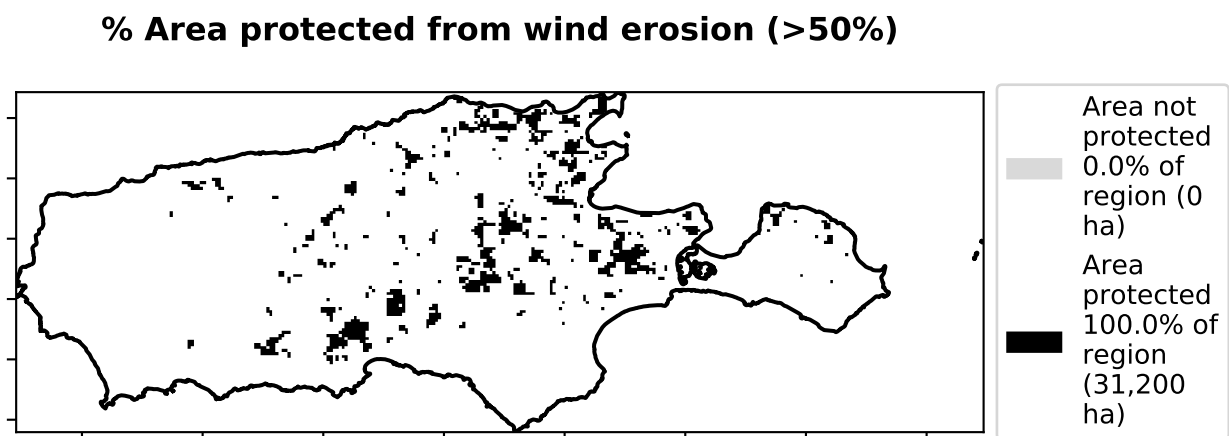 % Area protected from wind erosion (>50%)
Area not
protected
0.0% of
region (0
ha)
Area
protected
100.0% of
region
(31,200
ha)